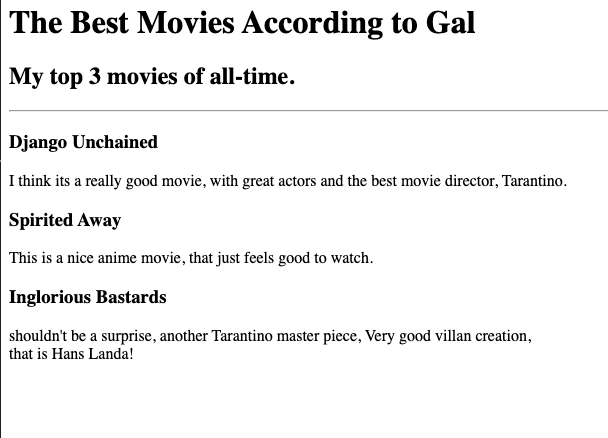 The Best Movies According to Gal
My top 3 movies of all-time.
Django Unchained
I think its a really good movie, with great actors and the best movie director, Tarantino.
Spirited Away
This is a nice anime movie, that just feels good to watch.
Inglorious Bastards
shouldn't be a surprise, another Tarantino master piece, Very good villan creation,
that is Hans Landa!